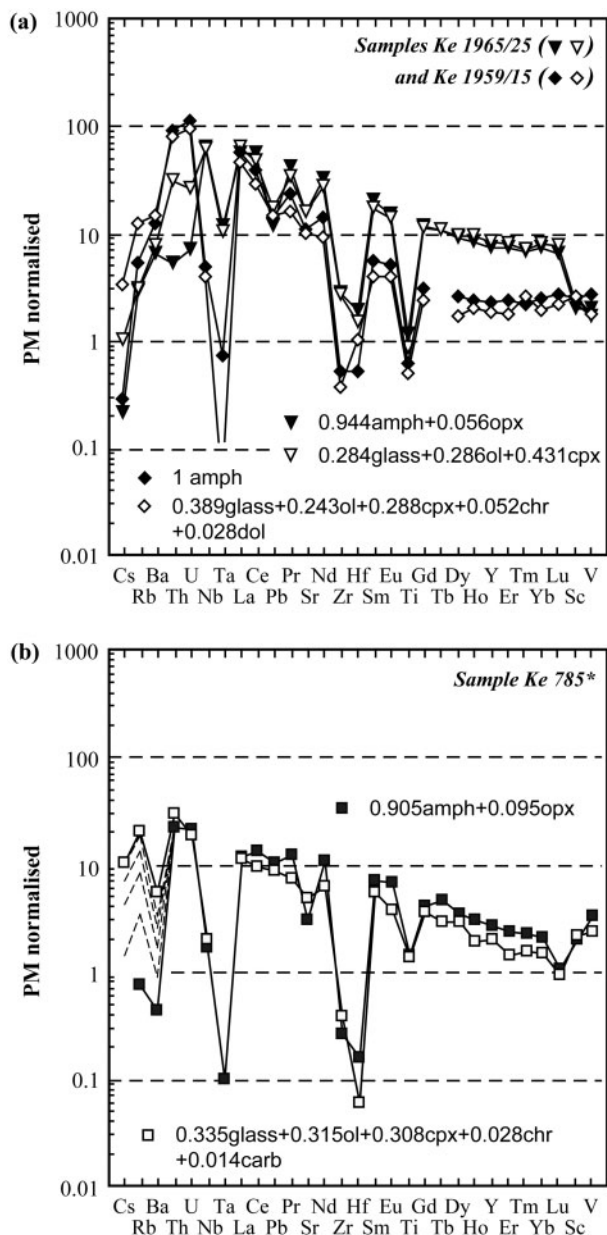 (a)
1000
100
10
1
0.1
0.01
PM normalised
Samples Ke 1965/25 (▼ ▽)
and Ke 1959/15 (◆ ◇)
▼ 0.944amph+0.056opx
▽ 0.284glass+0.286ol+0.431cpx
◆ 1 amph
◇ 0.389glass+0.243ol+0.288cpx+0.052chr
+0.028dol
Cs Ba U Ta Ce Pr Nd Hf Eu Gd Dy Y Tm Lu V
Rb Th Nb La Pb Sr Zr Sm Ti Tb Ho Er Yb Sc
(b)
1000
100
10
1
0.1
0.01
PM normalised
Sample Ke 785*
■ 0.905amph+0.095opx
□ 0.335glass+0.315ol+0.308cpx+0.028chr
+0.014carb
Cs Ba U Ta Ce Pr Nd Hf Eu Gd Dy Y Tm Lu V
Rb Th Nb La Pb Sr Zr Sm Ti Tb Ho Er Yb Sc